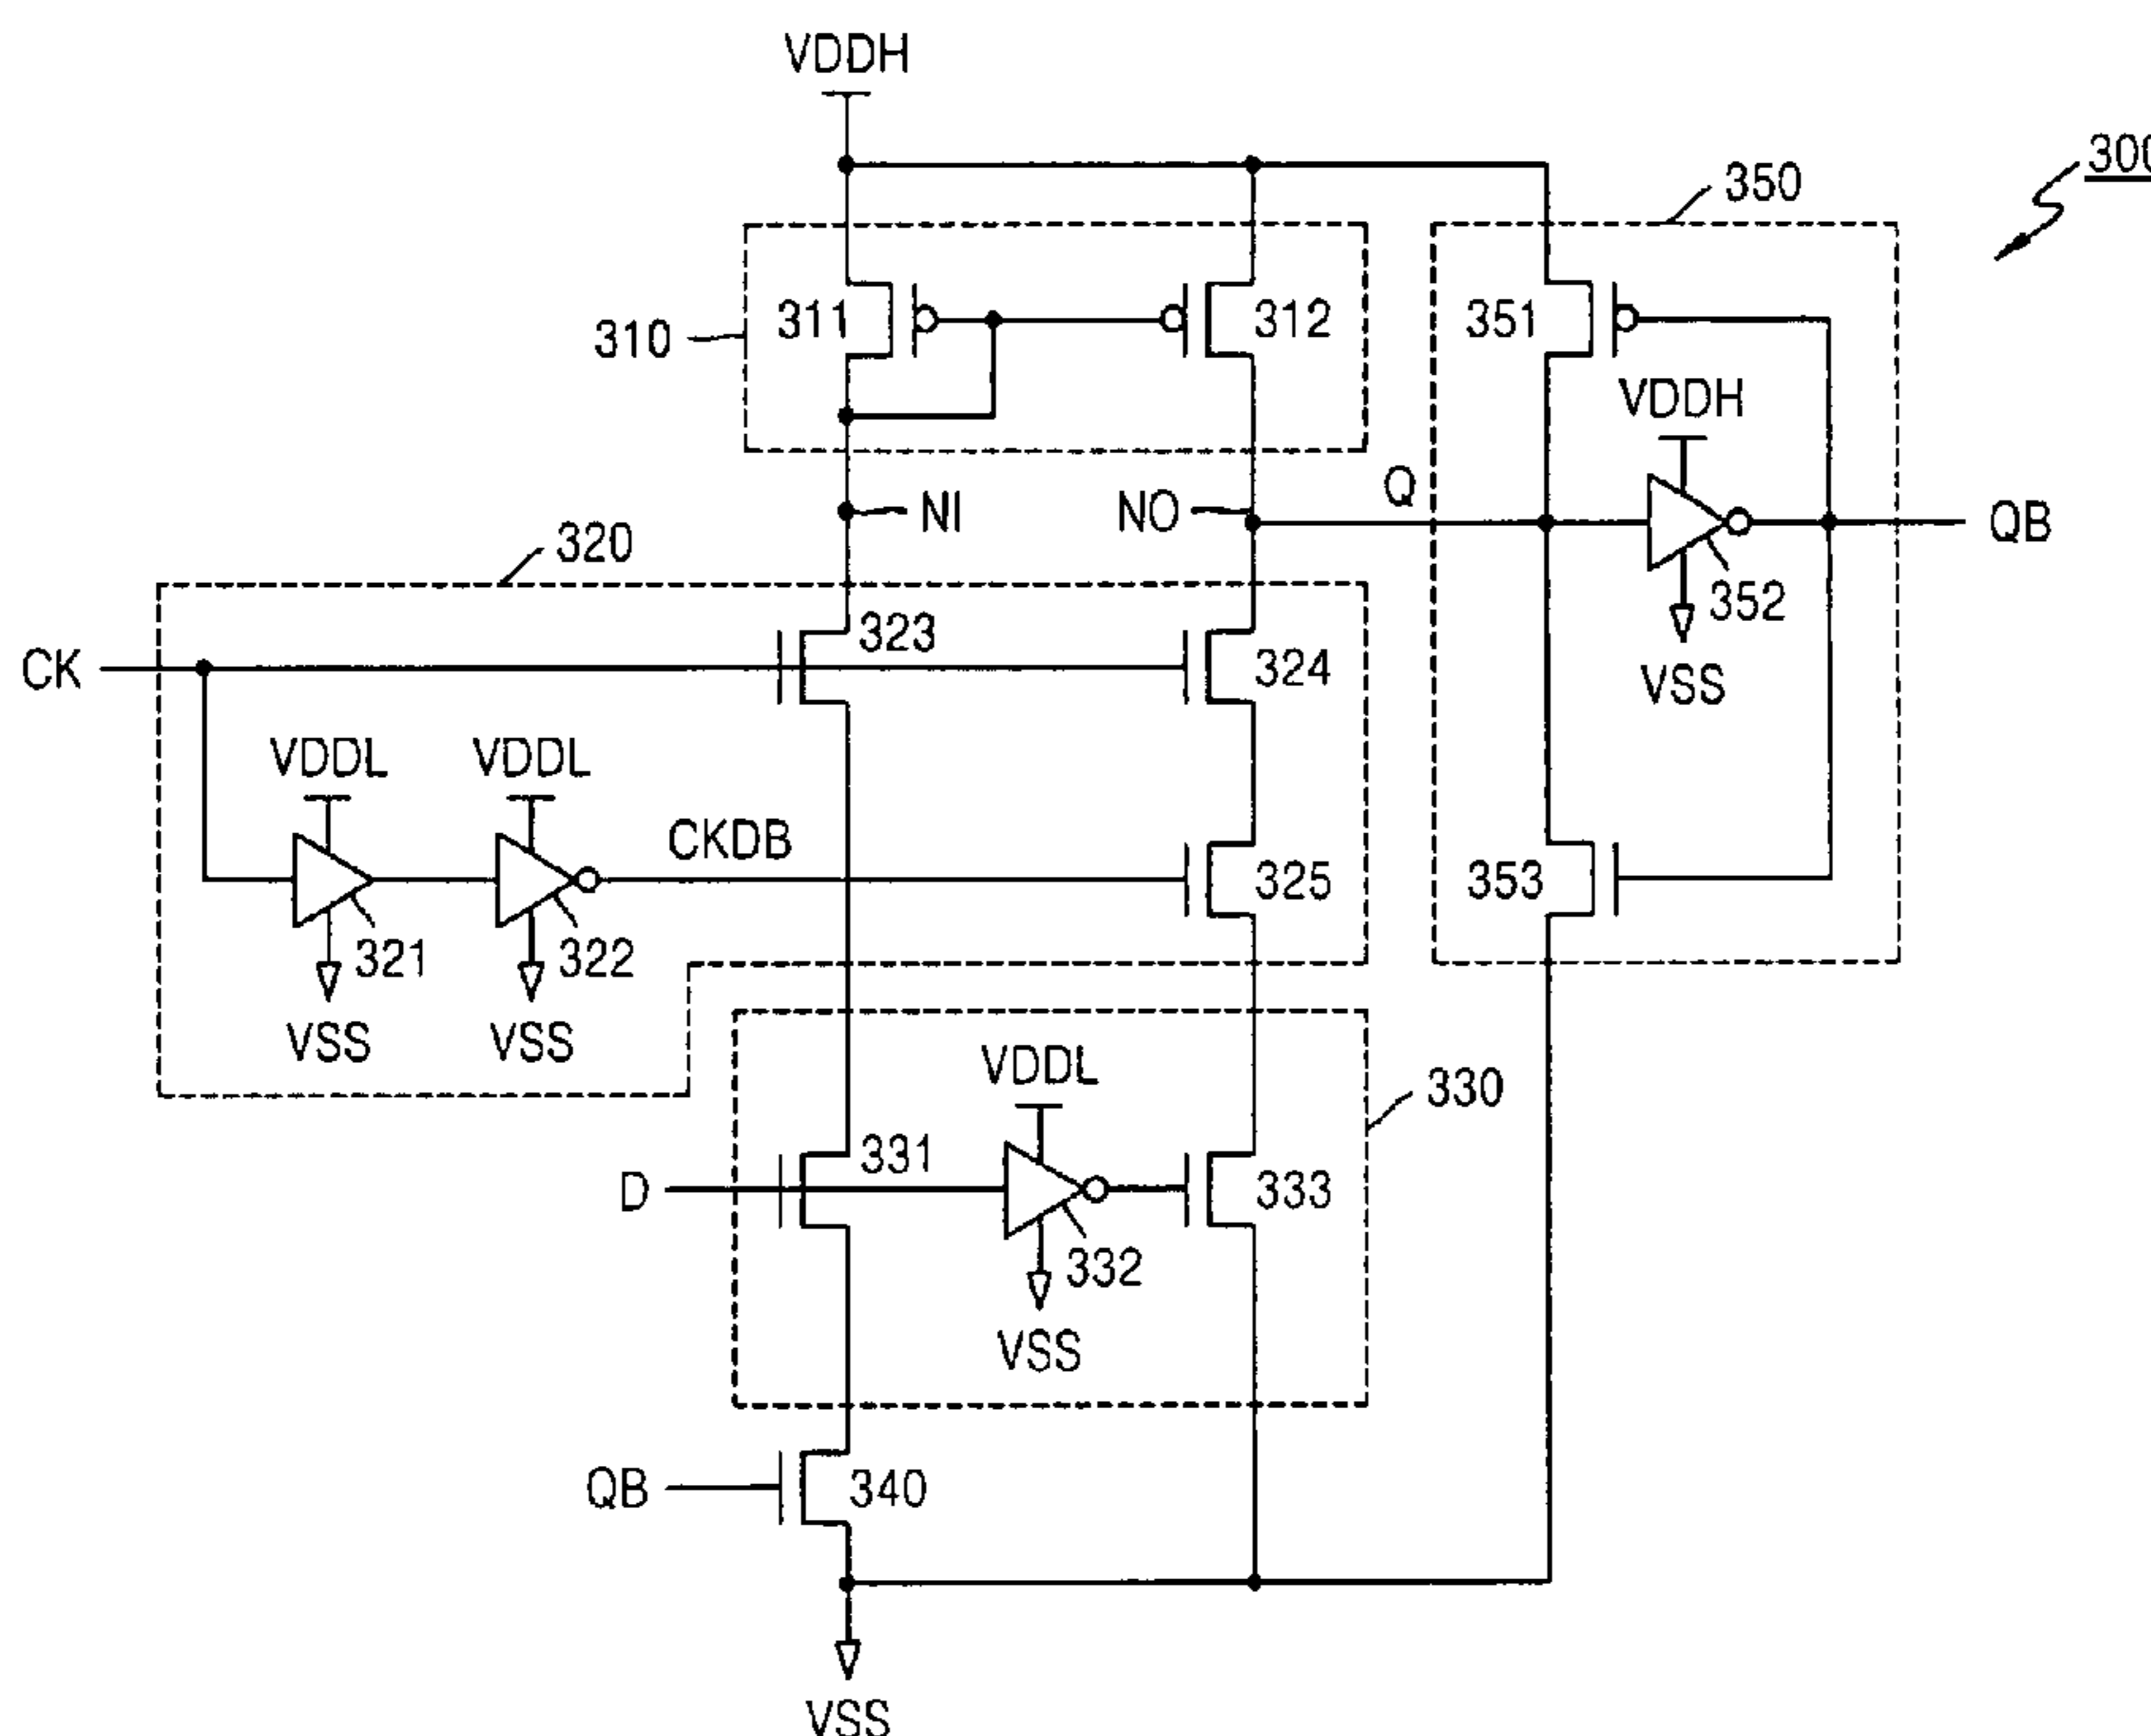 VDDH
300
350
311
312
351
310
VDDH
Q
NI
NO
QB
320
352
323
CK
324
VSS
VDDL
VDDL
CKDB
325
353
321
322
VSS
VSS
VDDL
330
331
D
333
332
VSS
QB
340
VSS